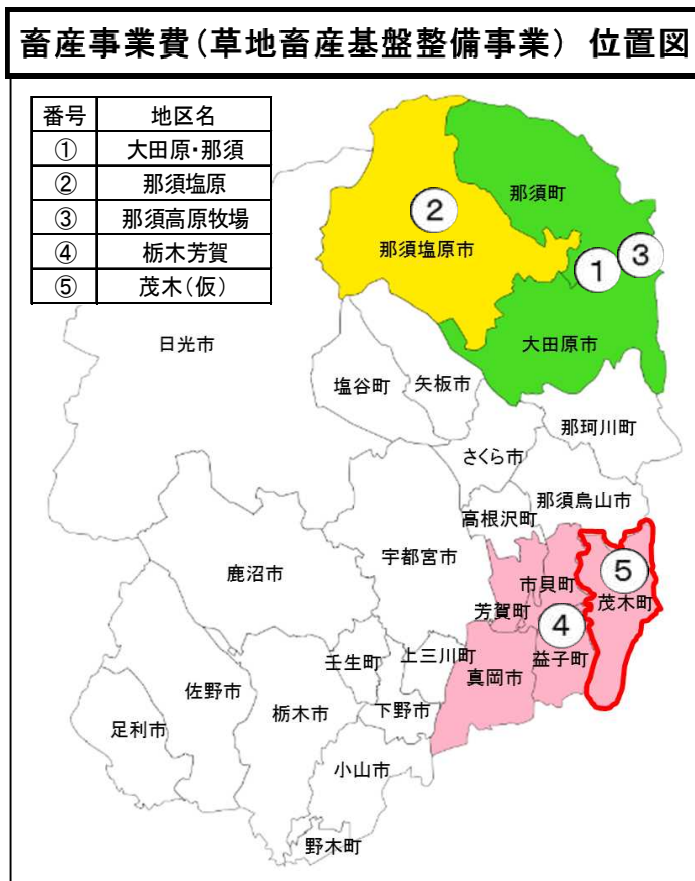 畜産事業費(草地畜産基盤整備事業) 位置図
番号 地区名
① 大田原・那須
② 那須塩原
③ 那須高原牧場
④ 栃木芳賀
⑤ 茂木(仮)
那須町
②
那須塩原市
① ③
日光市
大田原市
塩谷町
矢板市
那珂川町
さくら市
那須烏山市
高根沢町
宇都宮市
鹿沼市
市貝町
⑤
茂木町
芳賀町
④
益子町
壬生町
上三川町
真岡市
佐野市
栃木市
下野市
足利市
小山市
野木町